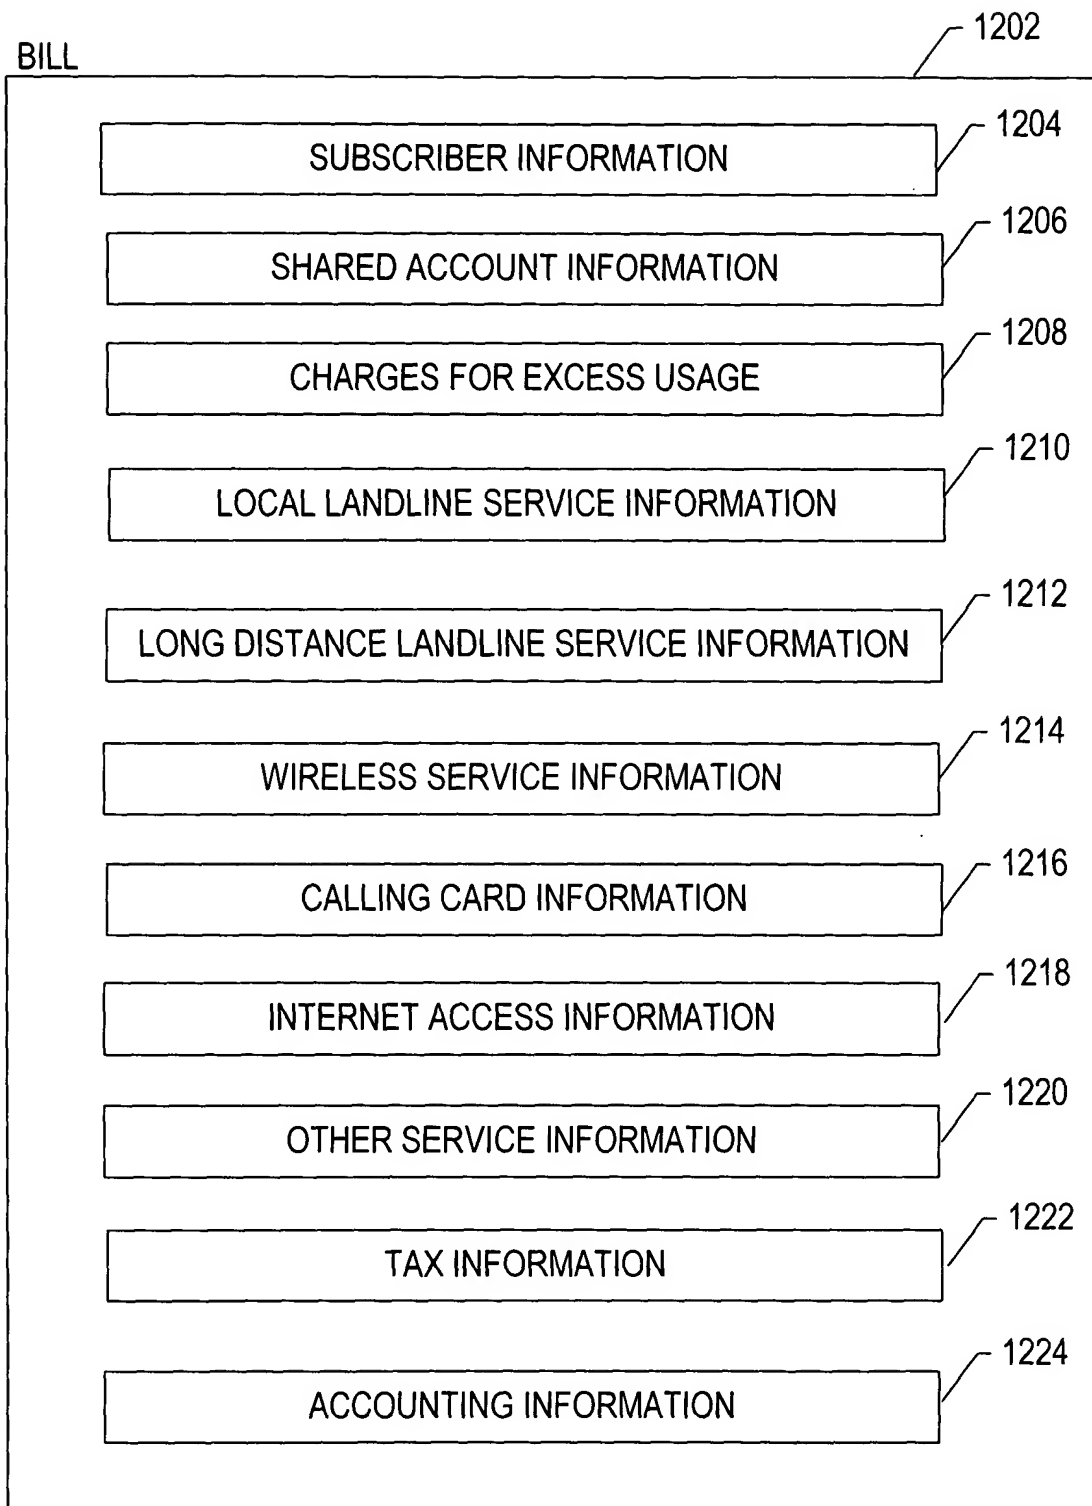 1202
BILL
1204
SUBSCRIBER INFORMATION
1206
SHARED ACCOUNT INFORMATION
1208
CHARGES FOR EXCESS USAGE
1210
LOCAL LANDLINE SERVICE INFORMATION
1212
LONG DISTANCE LANDLINE SERVICE INFORMATION
1214
WIRELESS SERVICE INFORMATION
1216
CALLING CARD INFORMATION
1218
INTERNET ACCESS INFORMATION
1220
OTHER SERVICE INFORMATION
1222
TAX INFORMATION
1224
ACCOUNTING INFORMATION